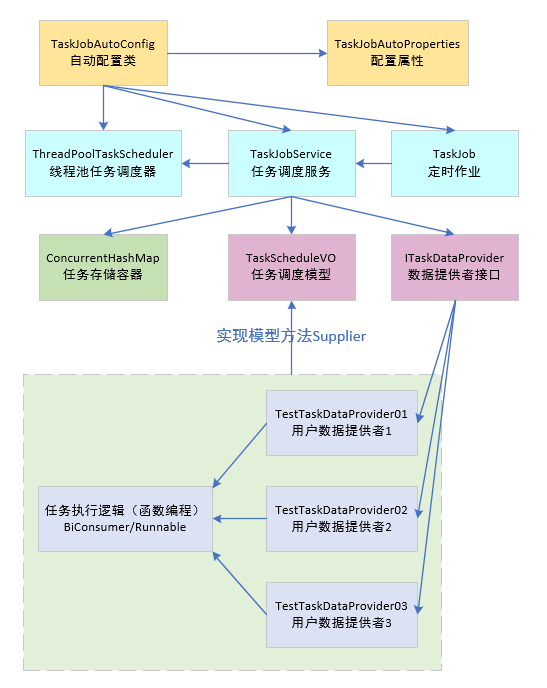 TaskJobAutoConfig
自动配置类
TaskJobAutoProperties
配置属性
ThreadPoolTaskScheduler
线程池任务调度器
TaskJobService
任务调度服务
TaskJob
定时作业
ConcurrentHashMap
任务存储容器
TaskScheduleVO
任务调度模型
ITaskDataProvider
数据提供者接口
实现模型方法Supplier
TestTaskDataProvider01
用户数据提供者1
任务执行逻辑（函数编程）
BiConsumer/Runnable
TestTaskDataProvider02
用户数据提供者2
TestTaskDataProvider03
用户数据提供者3